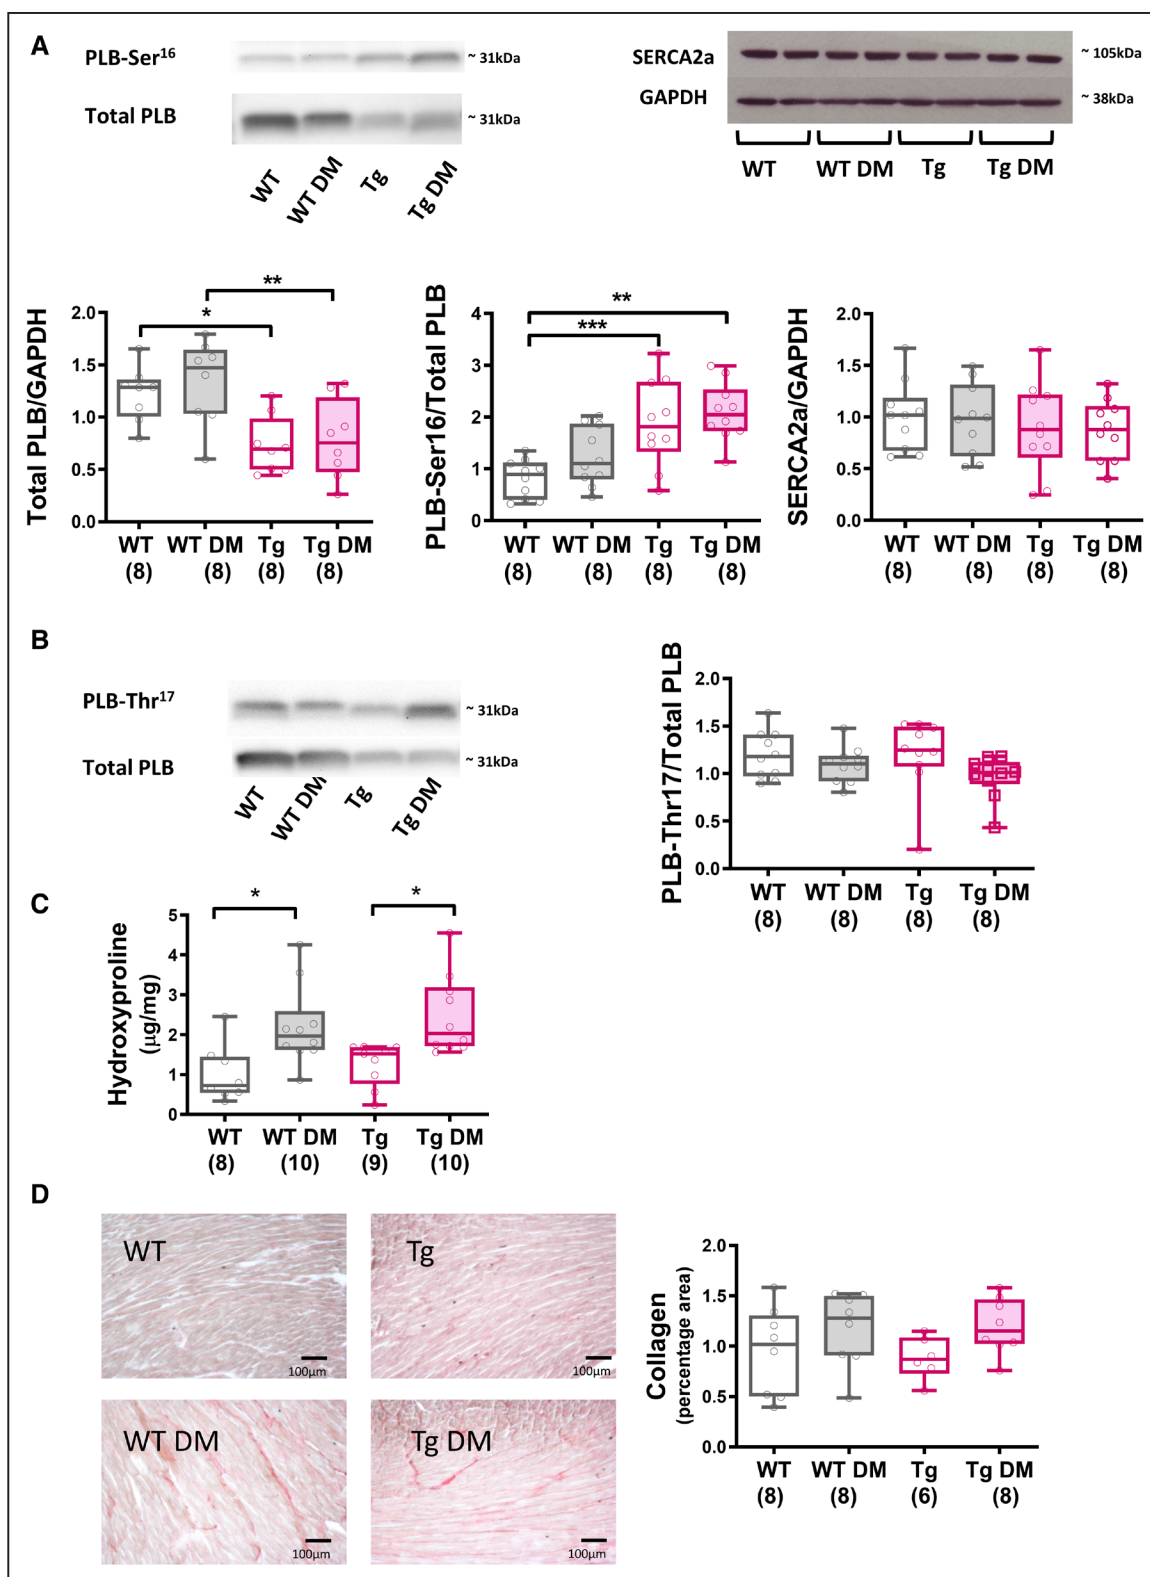 A
PLB-Ser16
~ 31kDa
Total PLB
~ 31kDa
WT
WT DM
Tg
Tg DM
SERCA2a
~ 105kDa
GAPDH
~ 38kDa
WT
WT DM
Tg
Tg DM
Total PLB/GAPDH
2.0
1.5
1.0
0.5
0.0
*
**
WT
WT DM
Tg
Tg DM
(8)
(8)
(8)
(8)
PLB-Ser16/Total PLB
4
3
2
1
0
**
***
WT
WT DM
Tg
Tg DM
(8)
(8)
(8)
(8)
SERCA2a/GAPDH
2.0
1.5
1.0
0.5
0.0
WT
WT DM
Tg
Tg DM
(8)
(8)
(8)
(8)
B
PLB-Thr17
~ 31kDa
Total PLB
~ 31kDa
WT
WT DM
Tg
Tg DM
PLB-Thr17/Total PLB
2.0
1.5
1.0
0.5
0.0
WT
WT DM
Tg
Tg DM
(8)
(8)
(8)
(8)
C
Hydroxyproline
(µg/mg)
5
4
3
2
1
0
*
*
WT
WT DM
Tg
Tg DM
(8)
(10)
(9)
(10)
D
WT
100µm
Tg
100µm
WT DM
100µm
Tg DM
100µm
Collagen
(percentage area)
2.0
1.5
1.0
0.5
0.0
WT
WT DM
Tg
Tg DM
(8)
(8)
(6)
(8)